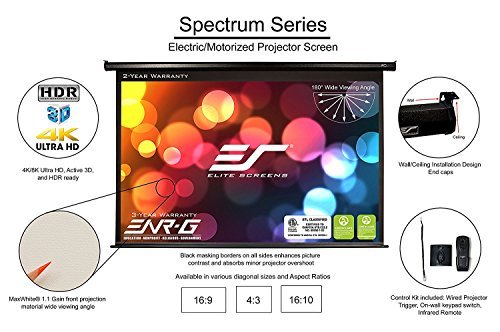 Spectrum Series
Electric/Motorized Projector Screen
2-Year Warranty
180° Wide Viewing Angle
HDR
3D
4K
ULTRA HD
4K/8K Ultra HD, Active 3D,
and HDR ready
Wall
Ceiling
Wall/Ceiling Installation Design
End caps
ES
ELITE SCREENS
3-Year Warranty
ENR-G
ETL CLASSIFIED
MaxWhite® 1.1 Gain front projection
material wide viewing angle
Black masking borders on all sides enhances picture
contrast and absorbs minor projector overshoot
Available in various diagonal sizes and Aspect Ratios
16:9
4:3
16:10
Control Kit included: Wired Projector
Trigger, On-wall keypad switch,
Infrared Remote